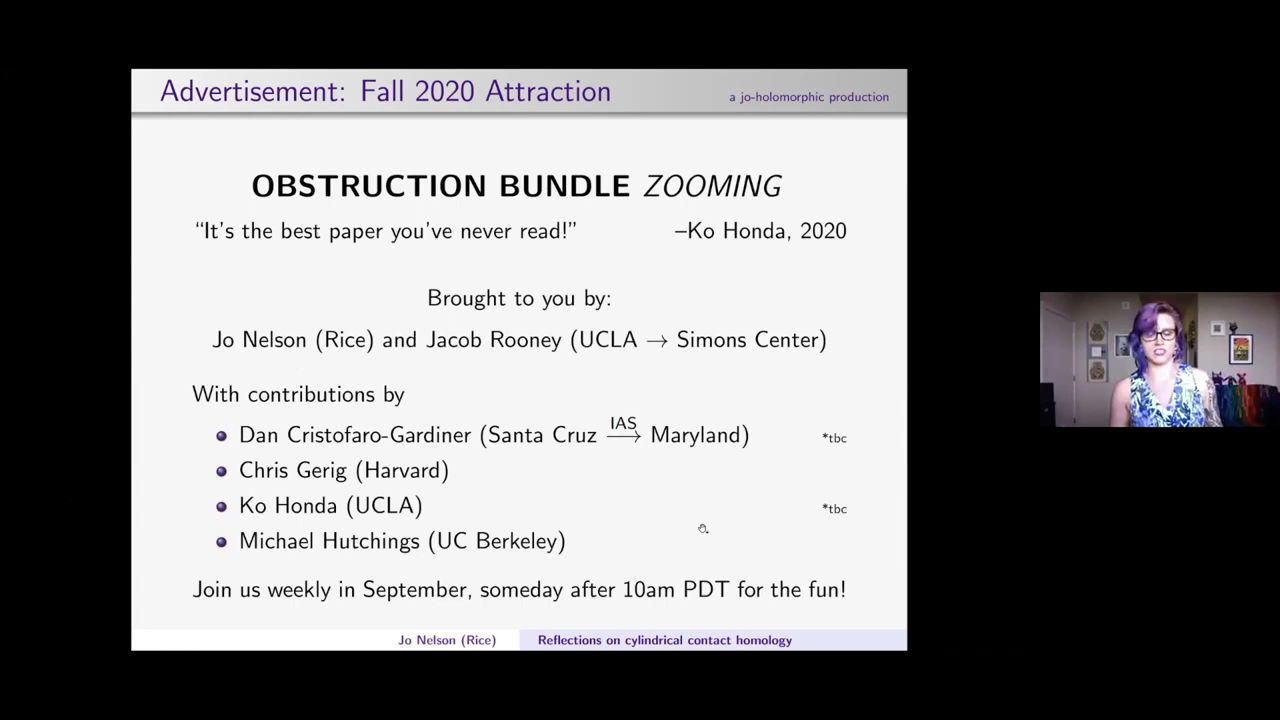 Advertisement: Fall 2020 Attraction
a jo-holomorphic production
OBSTRUCTION BUNDLE ZOOMING
“It's the best paper you've never read!” –Ko Honda, 2020
Brought to you by:
Jo Nelson (Rice) and Jacob Rooney (UCLA → Simons Center)
With contributions by
Dan Cristofaro-Gardiner (Santa Cruz IAS⟶ Maryland) *tbc
Chris Gerig (Harvard)
Ko Honda (UCLA) *tbc
Michael Hutchings (UC Berkeley)
Join us weekly in September, someday after 10am PDT for the fun!
Jo Nelson (Rice) Reflections on cylindrical contact homology